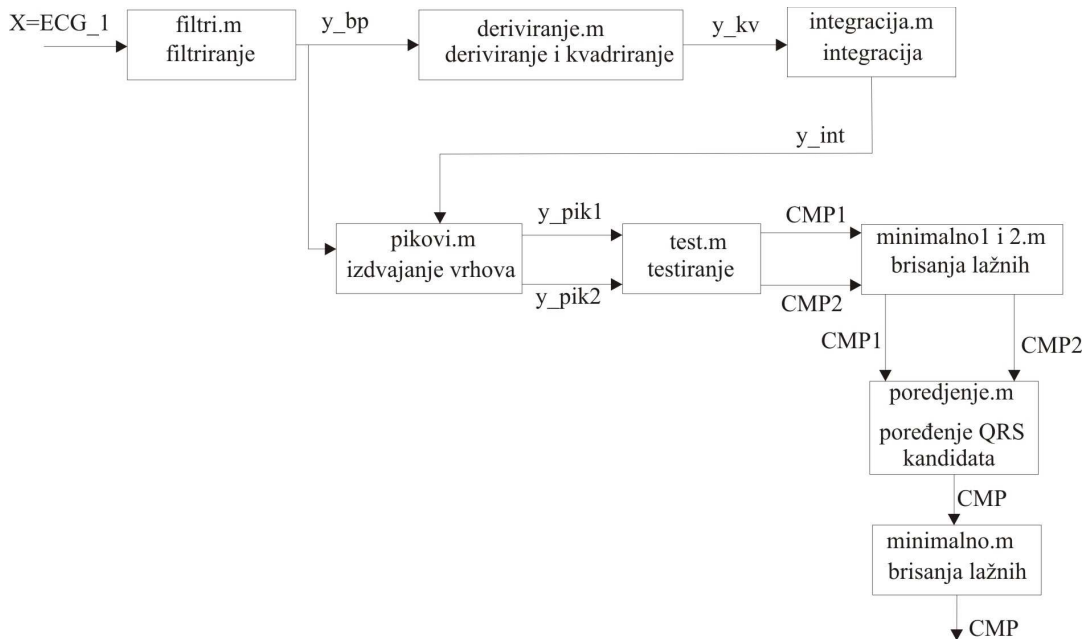 X=ECG_1
filtri.m
filtriranje
y_bp
deriviranje.m
deriviranje i kvadriranje
y_kv
integracija.m
integracija
y_int
pikovi.m
izdvajanje vrhova
y_pik1
y_pik2
test.m
testiranje
CMP1
CMP2
minimalno1 i 2.m
brisanja lažnih
CMP1
CMP2
poredjenje.m
poređenje QRS
kandidata
CMP
minimalno.m
brisanja lažnih
CMP